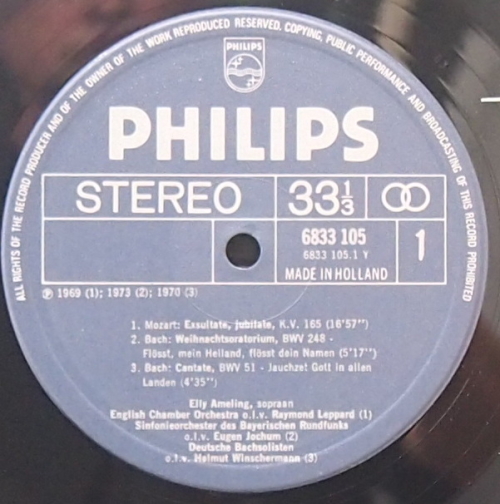 ALL RIGHTS OF THE RECORD PRODUCER AND OF THE OWNER OF THE WORK REPRODUCED RESERVED. COPYING, PUBLIC PERFORMANCE AND BROADCASTING OF THIS RECORD PROHIBITED
PHILIPS
PHILIPS
STEREO 33 1/3
6833 105 1
6833 105.1 Y
MADE IN HOLLAND
℗ 1969 (1); 1973 (2); 1970 (3)
1. Mozart: Exsultate, jubilate, K.V. 165 (16'57")
2. Bach: Weihnachtsoratorium, BWV 248 -
Flösst, mein Heiland, flösst dein Namen (5'17")
3. Bach: Cantate, BWV 51 - Jauchzet Gott in allen
Landen (4'35")
Elly Ameling, sopraan
English Chamber Orchestra o.l.v. Raymond Leppard (1)
Sinfonieorchester des Bayerischen Rundfunks
o.l.v. Eugen Jochum (2)
Deutsche Bachsolisten
o.l.v. Helmut Winschermann (3)